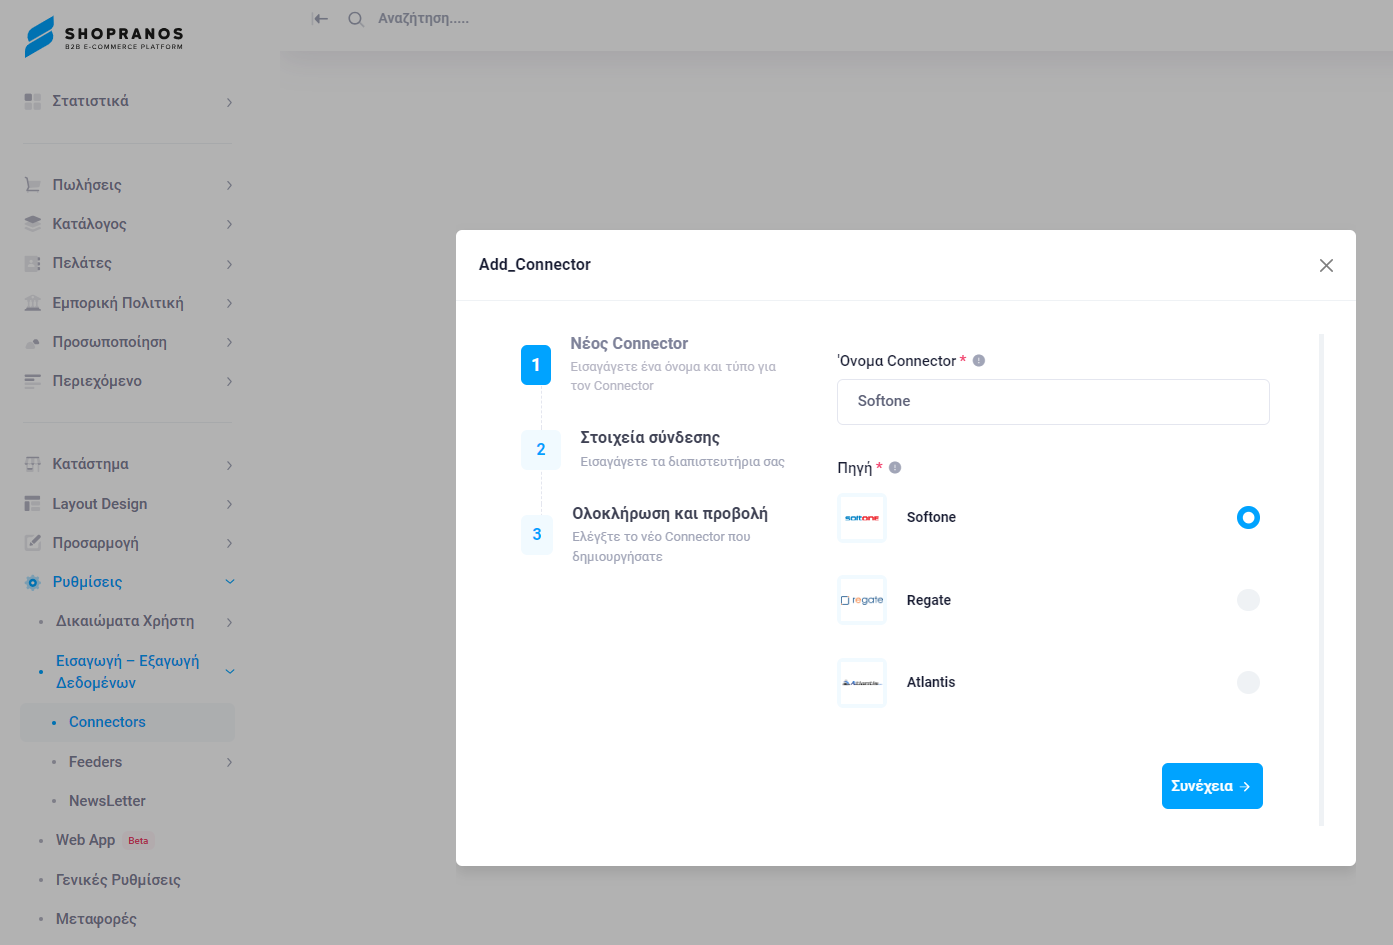 SHOPRANOS
B2B E-COMMERCE PLATFORM
Αναζήτηση.....
Στατιστικά
Πωλήσεις
Κατάλογος
Πελάτες
Εμπορική Πολιτική
Προσωποποίηση
Περιεχόμενο
Κατάστημα
Layout Design
Προσαρμογή
Ρυθμίσεις
Δικαιώματα Χρήστη
Εισαγωγή – Εξαγωγή
Δεδομένων
Connectors
Feeders
NewsLetter
Web App Beta
Γενικές Ρυθμίσεις
Μεταφορές
Add_Connector
1
Νέος Connector
Εισαγάγετε ένα όνομα και τύπο για
τον Connector
2
Στοιχεία σύνδεσης
Εισαγάγετε τα διαπιστευτήρια σας
3
Ολοκλήρωση και προβολή
Ελέγξτε το νέο Connector που
δημιουργήσατε
'Ονομα Connector *
Softone
Πηγή *
softone
Softone
regate
Regate
Atlantis
Atlantis
Συνέχεια →